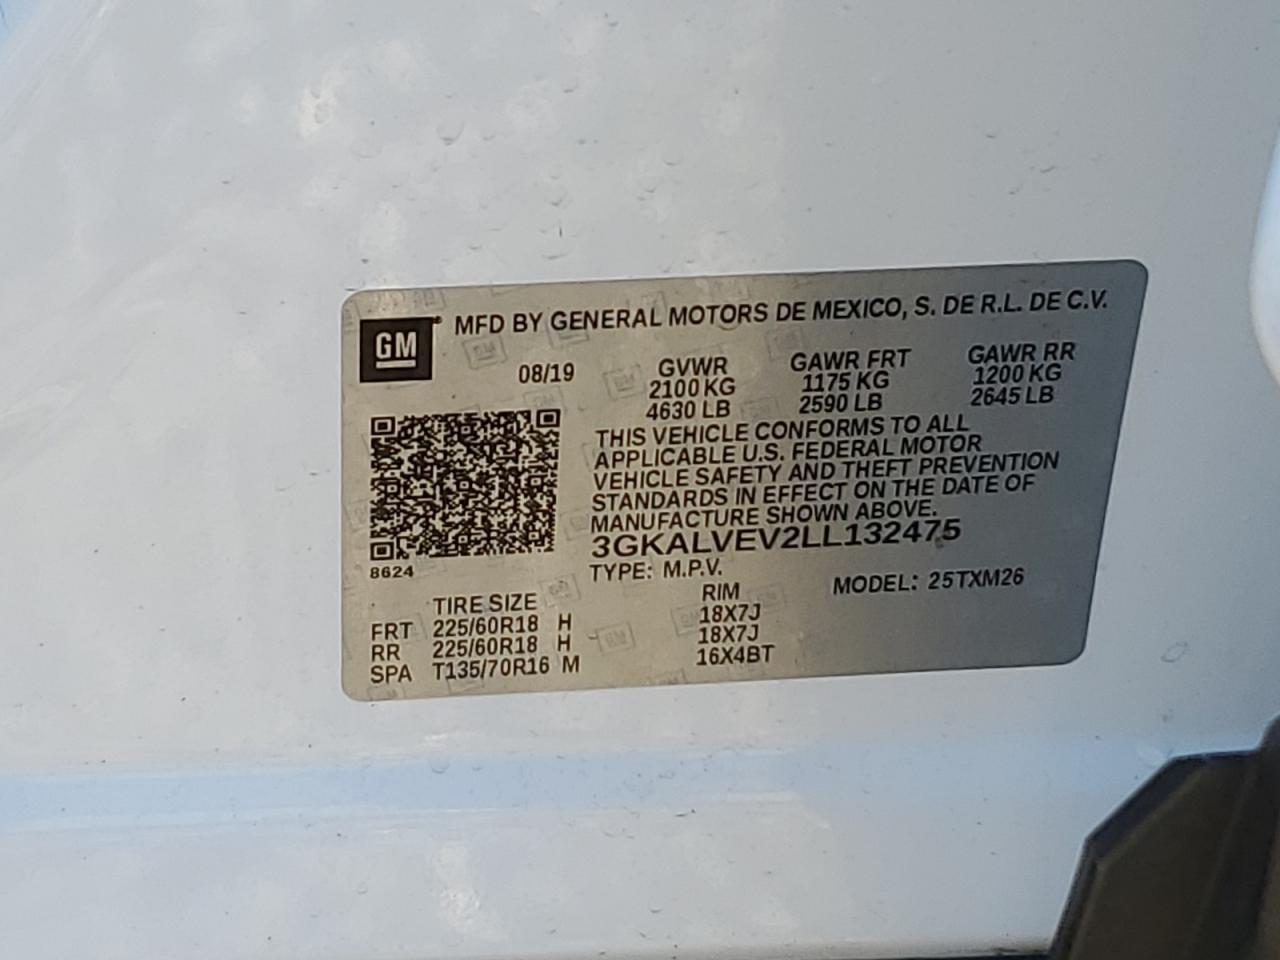 GM MFD BY GENERAL MOTORS DE MEXICO, S. DE R.L. DE C.V.
08/19 GVWR GAWR FRT GAWR RR
2100 KG 1175 KG 1200 KG
4630 LB 2590 LB 2645 LB
THIS VEHICLE CONFORMS TO ALL
APPLICABLE U.S. FEDERAL MOTOR
VEHICLE SAFETY AND THEFT PREVENTION
STANDARDS IN EFFECT ON THE DATE OF
MANUFACTURE SHOWN ABOVE.
3GKALVEV2LL132475
8624
TYPE: M.P.V. MODEL: 25TXM26
TIRE SIZE RIM
FRT 225/60R18 H 18X7J
RR 225/60R18 H 18X7J
SPA T135/70R16 M 16X4BT